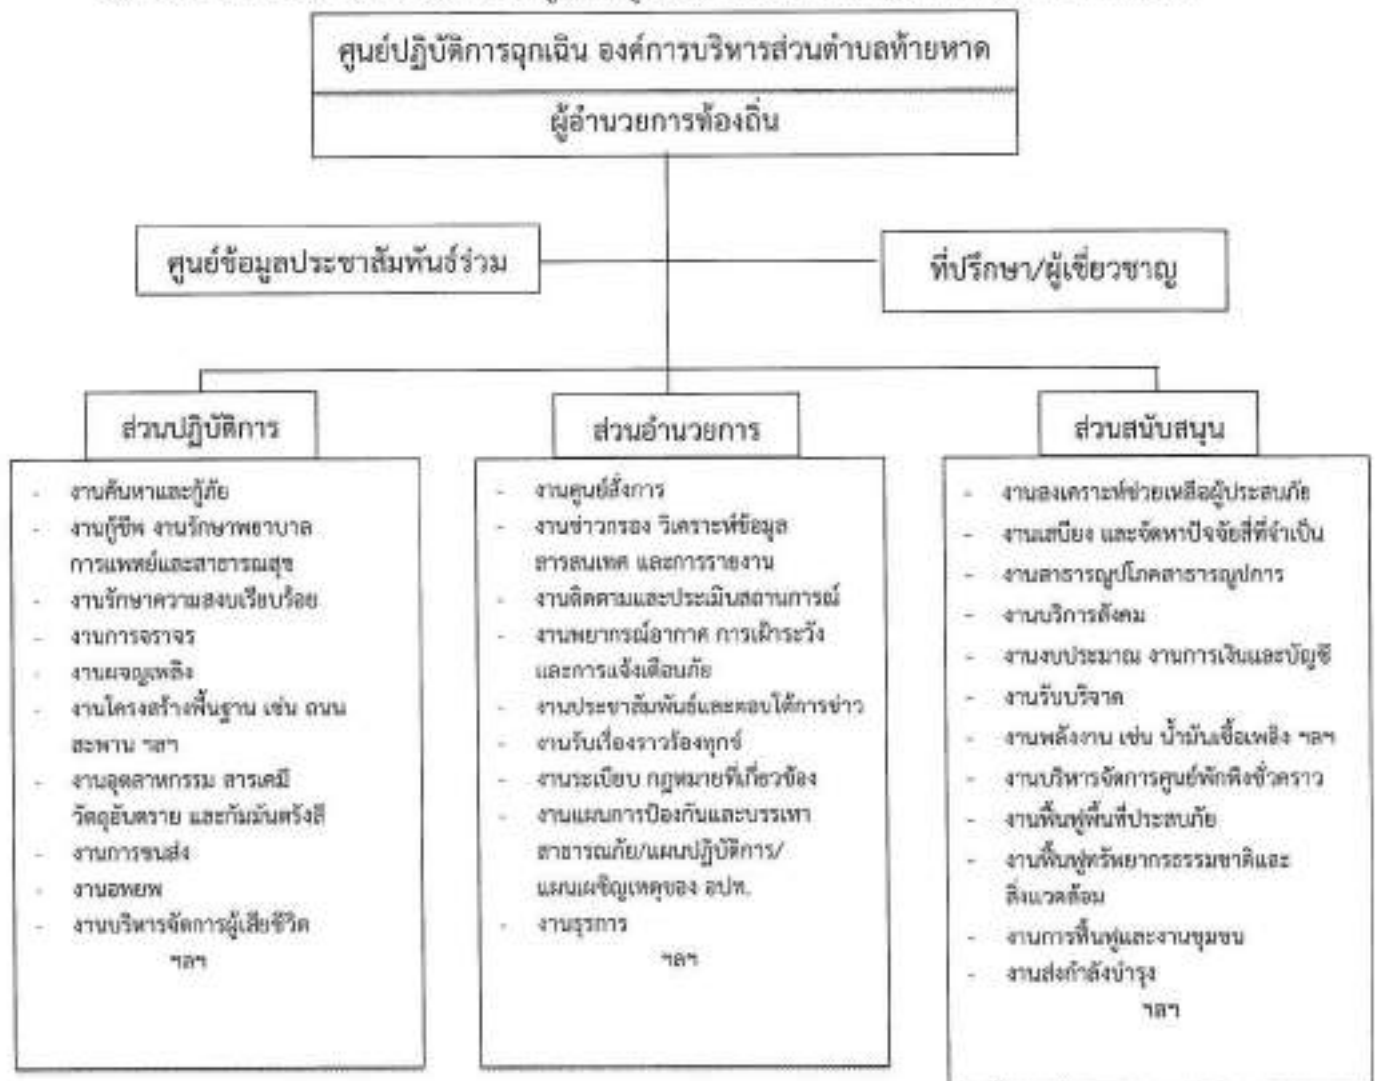 ศูนย์ปฏิบัติการฉุกเฉิน องค์การบริหารส่วนตำบลท้ายหาด
ผู้อำนวยการท้องถิ่น
ศูนย์ข้อมูลประชาสัมพันธ์ร่วม
ที่ปรึกษา/ผู้เชี่ยวชาญ
ส่วนปฏิบัติการ
- งานค้นหาและกู้ภัย
- งานกู้ชีพ งานรักษาพยาบาล
การแพทย์และสาธารณสุข
- งานรักษาความสงบเรียบร้อย
- งานการจราจร
- งานผจญเพลิง
- งานโครงสร้างพื้นฐาน เช่น ถนน
สะพาน ฯลฯ
- งานอุตสาหกรรม สารเคมี
วัตถุอันตราย และกัมมันตรังสี
- งานการขนส่ง
- งานอพยพ
- งานบริหารจัดการผู้เสียชีวิต
ฯลฯ
ส่วนอำนวยการ
- งานศูนย์สั่งการ
- งานข่าวกรอง วิเคราะห์ข้อมูล
สารสนเทศ และการรายงาน
- งานติดตามและประเมินสถานการณ์
- งานพยากรณ์อากาศ การเฝ้าระวัง
และการแจ้งเตือนภัย
- งานประชาสัมพันธ์และตอบโต้การข่าว
- งานรับเรื่องราวร้องทุกข์
- งานระเบียบ กฎหมายที่เกี่ยวข้อง
- งานแผนการป้องกันและบรรเทา
สาธารณภัย/แผนปฏิบัติการ/
แผนเผชิญเหตุของ อปท.
- งานธุรการ
ฯลฯ
ส่วนสนับสนุน
- งานสงเคราะห์ช่วยเหลือผู้ประสบภัย
- งานเสบียง และจัดหาปัจจัยสี่ที่จำเป็น
- งานสาธารณูปโภคสาธารณูปการ
- งานบริการสังคม
- งานงบประมาณ งานการเงินและบัญชี
- งานรับบริจาค
- งานพลังงาน เช่น น้ำมันเชื้อเพลิง ฯลฯ
- งานบริหารจัดการศูนย์พักพิงชั่วคราว
- งานฟื้นฟูพื้นที่ประสบภัย
- งานฟื้นฟูทรัพยากรธรรมชาติและ
สิ่งแวดล้อม
- งานการฟื้นฟูและงานชุมชน
- งานส่งกำลังบำรุง
ฯลฯ